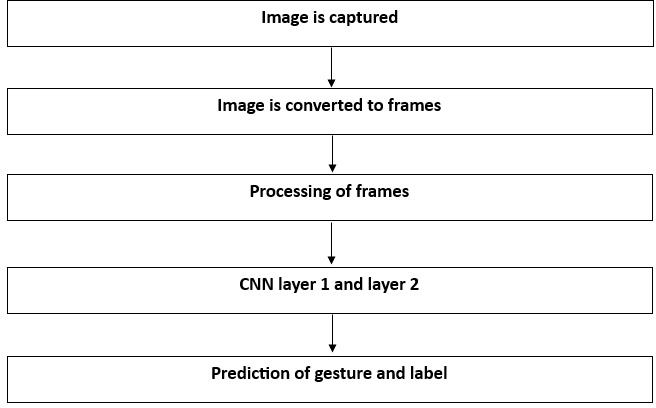 Image is captured
Image is converted to frames
Processing of frames
CNN layer 1 and layer 2
Prediction of gesture and label